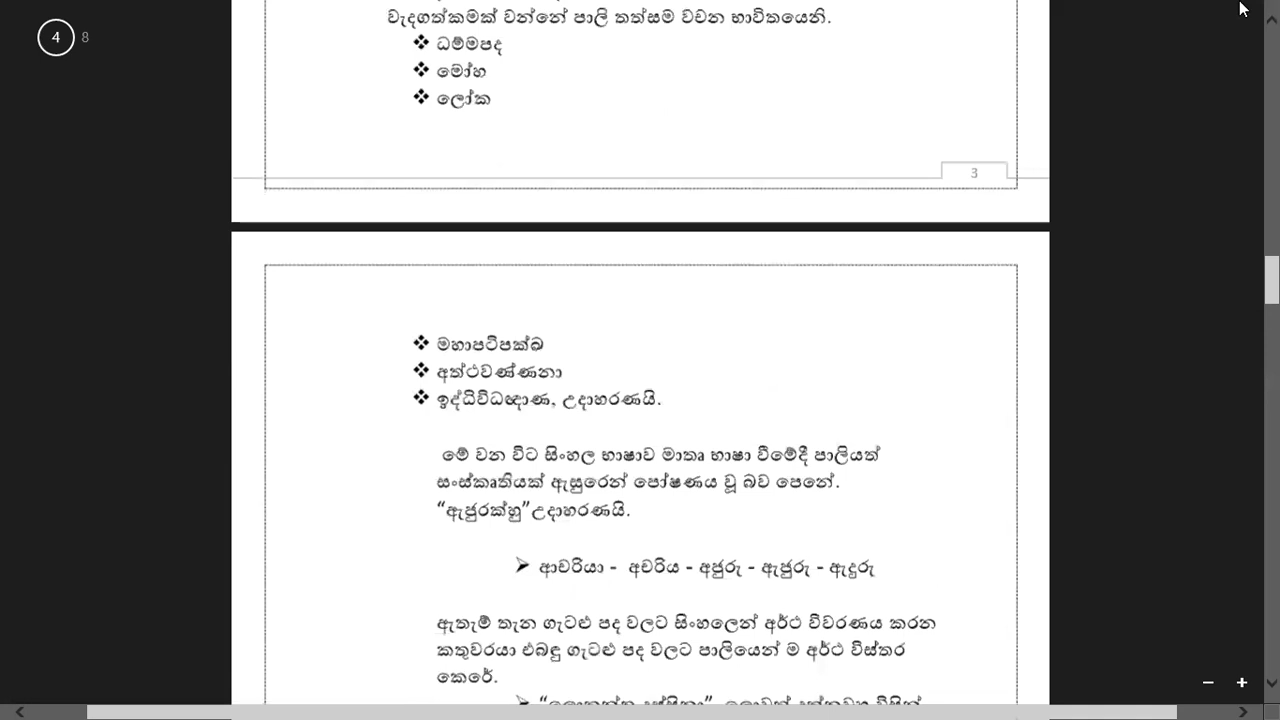 4 8
වැදගත්කමක් වන්නේ පාලි තත්සම වචන භාවිතයෙනි.
❖ ධම්මපද
❖ මෝහ
❖ ලෝක
3
❖ මහාපටිපක්ඛ
❖ අත්ථවණ්ණනා
❖ ඉද්ධිවිධඤාණ, උදාහරණයි.
මේ වන විට සිංහල භාෂාව මාතෘ භාෂා වීමේදී පාලියත්
සංස්කෘතියක් ඇසුරෙන් පෝෂණය වූ බව පෙනේ.
“ඇජුරක්හු”උදාහරණයි.
➢ ආචරියා - අචරිය - අජුරු - ඇජුරු - ඇදුරු
ඇතැම් තැන ගැටළු පද වලට සිංහලෙන් අර්ථ විවරණය කරන
කතුවරයා එබඳු ගැටළු පද වලට පාලියෙන් ම අර්ථ විස්තර
කෙරේ.